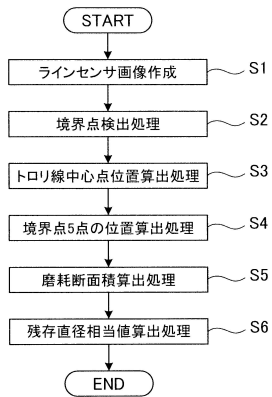 START
ラインセンサ画像作成
S1
境界点検出処理
S2
トロリ線中心点位置算出処理
S3
境界点5点の位置算出処理
S4
磨耗断面積算出処理
S5
残存直径相当値算出処理
S6
END